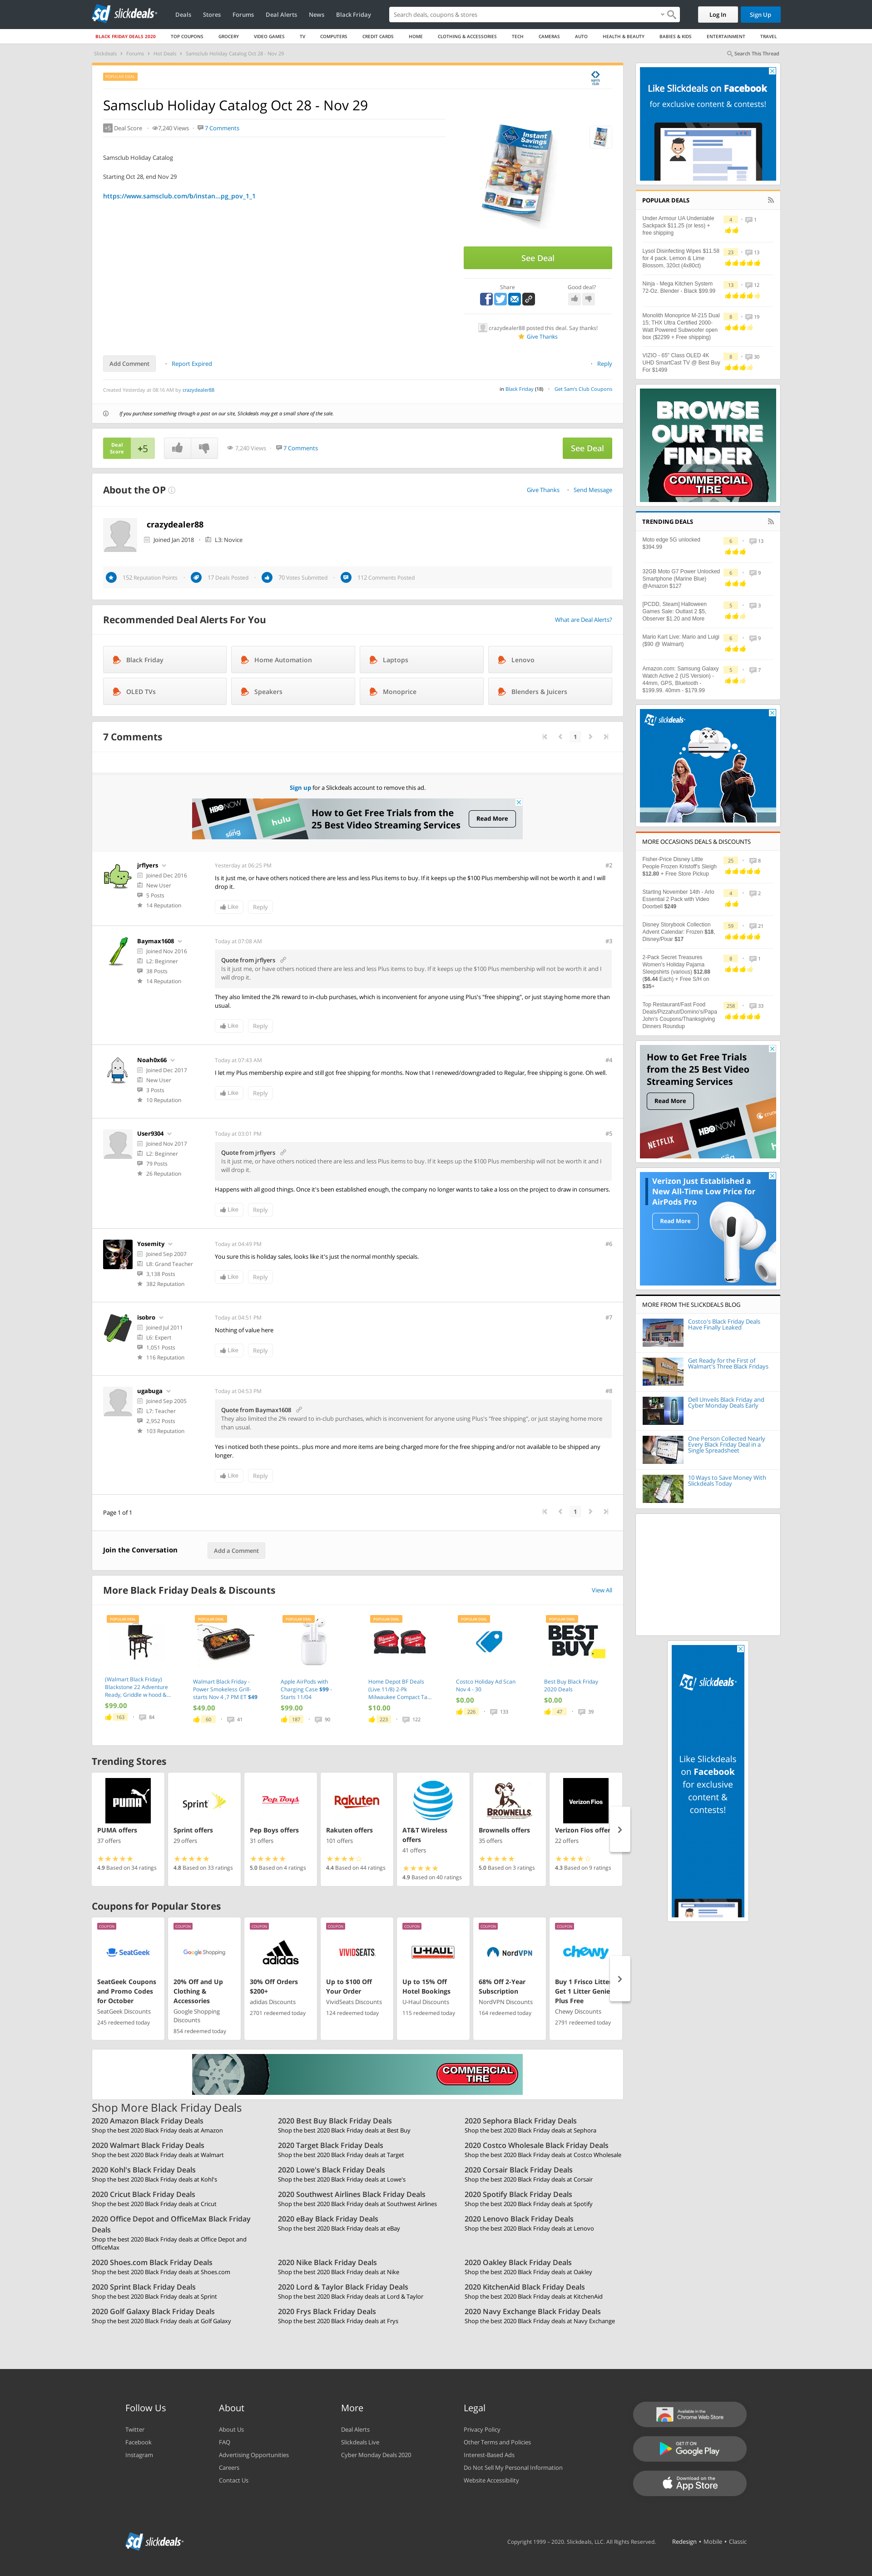 slickdeals
Deals Stores Forums Deal Alerts News Black Friday
Search deals, coupons & stores
Log In Sign Up
BLACK FRIDAY DEALS 2020 TOP COUPONS GROCERY VIDEO GAMES TV COMPUTERS CREDIT CARDS HOME CLOTHING & ACCESSORIES TECH CAMERAS AUTO HEALTH & BEAUTY BABIES & KIDS ENTERTAINMENT TRAVEL
Slickdeals Forums Hot Deals Samsclub Holiday Catalog Oct 28 - Nov 29
Search This Thread
POPULAR DEAL
Samsclub Holiday Catalog Oct 28 - Nov 29
+5 Deal Score 7,240 Views 7 Comments
Samsclub Holiday Catalog
Starting Oct 28, end Nov 29
https://www.samsclub.com/b/instan...pg_pov_1_1
Instant Savings
See Deal
Share
Good deal?
crazydealer88 posted this deal. Say thanks!
Give Thanks
Add Comment Report Expired Reply
Created Yesterday at 08:16 AM by crazydealer88
in Black Friday (18) Get Sam's Club Coupons
If you purchase something through a post on our site, Slickdeals may get a small share of the sale.
Deal Score +5
7,240 Views 7 Comments
See Deal
About the OP
Give Thanks Send Message
crazydealer88
Joined Jan 2018 L3: Novice
152 Reputation Points 17 Deals Posted 70 Votes Submitted 112 Comments Posted
Recommended Deal Alerts For You
What are Deal Alerts?
Black Friday Home Automation Laptops Lenovo
OLED TVs Speakers Monoprice Blenders & Juicers
7 Comments
1
Sign up for a Slickdeals account to remove this ad.
HBO NOW
sling
hulu
How to Get Free Trials from the
25 Best Video Streaming Services
Read More
jrflyers
Joined Dec 2016
New User
5 Posts
14 Reputation
Yesterday at 06:25 PM
#2
Is it just me, or have others noticed there are less and less Plus items to buy. If it keeps up the $100 Plus membership will not be worth it and I will
drop it.
Like Reply
Baymax1608
Joined Nov 2016
L2: Beginner
38 Posts
14 Reputation
Today at 07:08 AM
#3
Quote from jrflyers
Is it just me, or have others noticed there are less and less Plus items to buy. If it keeps up the $100 Plus membership will not be worth it and I
will drop it.
They also limited the 2% reward to in-club purchases, which is inconvenient for anyone using Plus's "free shipping", or just staying home more than
usual.
Like Reply
Noah0x66
Joined Dec 2017
New User
3 Posts
10 Reputation
Today at 07:43 AM
#4
I let my Plus membership expire and still got free shipping for months. Now that I renewed/downgraded to Regular, free shipping is gone. Oh well.
Like Reply
User9304
Joined Nov 2017
L2: Beginner
79 Posts
26 Reputation
Today at 03:01 PM
#5
Quote from jrflyers
Is it just me, or have others noticed there are less and less Plus items to buy. If it keeps up the $100 Plus membership will not be worth it and I
will drop it.
Happens with all good things. Once it's been established enough, the company no longer wants to take a loss on the project to draw in consumers.
Like Reply
Yosemity
Joined Sep 2007
L8: Grand Teacher
3,138 Posts
382 Reputation
Today at 04:49 PM
#6
You sure this is holiday sales, looks like it's just the normal monthly specials.
Like Reply
isobro
Joined Jul 2011
L6: Expert
1,051 Posts
116 Reputation
Today at 04:51 PM
#7
Nothing of value here
Like Reply
ugabuga
Joined Sep 2005
L7: Teacher
2,952 Posts
103 Reputation
Today at 04:53 PM
#8
Quote from Baymax1608
They also limited the 2% reward to in-club purchases, which is inconvenient for anyone using Plus's "free shipping", or just staying home more
than usual.
Yes i noticed both these points..plus more and more items are being charged more for the free shipping and/or not available to be shipped any
longer.
Like Reply
Page 1 of 1
1
Join the Conversation
Add a Comment
More Black Friday Deals & Discounts
View All
POPULAR DEAL
(Walmart Black Friday)
Blackstone 22 Adventure
Ready, Griddle w hood &...
$99.00
163 84
POPULAR DEAL
Walmart Black Friday -
Power Smokeless Grill-
starts Nov 4 ,7 PM ET $49
$49.00
60 41
POPULAR DEAL
Apple AirPods with
Charging Case $99 -
Starts 11/04
$99.00
187 90
POPULAR DEAL
Home Depot BF Deals
(Live 11/8) 2-Pk
Milwaukee Compact Ta...
$10.00
223 122
POPULAR DEAL
Costco Holiday Ad Scan
Nov 4 - 30
$0.00
226 133
POPULAR DEAL
BEST BUY
Best Buy Black Friday
2020 Deals
$0.00
47 39
Trending Stores
PUMA
PUMA offers
37 offers
4.9 Based on 34 ratings
Sprint
Sprint offers
29 offers
4.8 Based on 33 ratings
Pep Boys
Pep Boys offers
31 offers
5.0 Based on 4 ratings
Rakuten
Rakuten offers
101 offers
4.4 Based on 44 ratings
AT&T Wireless
offers
41 offers
4.9 Based on 40 ratings
BROWNELLS
Brownells offers
35 offers
5.0 Based on 3 ratings
Verizon Fios
Verizon Fios offer
22 offers
4.3 Based on 9 ratings
Coupons for Popular Stores
COUPON
SeatGeek
SeatGeek Coupons
and Promo Codes
for October
SeatGeek Discounts
245 redeemed today
COUPON
Google Shopping
20% Off and Up
Clothing &
Accessories
Google Shopping
Discounts
854 redeemed today
COUPON
adidas
30% Off Orders
$200+
adidas Discounts
2701 redeemed today
COUPON
VIVIDSEATS
Up to $100 Off
Your Order
VividSeats Discounts
124 redeemed today
COUPON
U-HAUL
Up to 15% Off
Hotel Bookings
U-Haul Discounts
115 redeemed today
COUPON
NordVPN
68% Off 2-Year
Subscription
NordVPN Discounts
164 redeemed today
COUPON
chewy
Buy 1 Frisco Litter
Get 1 Litter Genie
Plus Free
Chewy Discounts
2791 redeemed today
COMMERCIAL
TIRE
Shop More Black Friday Deals
2020 Amazon Black Friday Deals
Shop the best 2020 Black Friday deals at Amazon
2020 Best Buy Black Friday Deals
Shop the best 2020 Black Friday deals at Best Buy
2020 Sephora Black Friday Deals
Shop the best 2020 Black Friday deals at Sephora
2020 Walmart Black Friday Deals
Shop the best 2020 Black Friday deals at Walmart
2020 Target Black Friday Deals
Shop the best 2020 Black Friday deals at Target
2020 Costco Wholesale Black Friday Deals
Shop the best 2020 Black Friday deals at Costco Wholesale
2020 Kohl's Black Friday Deals
Shop the best 2020 Black Friday deals at Kohl's
2020 Lowe's Black Friday Deals
Shop the best 2020 Black Friday deals at Lowe's
2020 Corsair Black Friday Deals
Shop the best 2020 Black Friday deals at Corsair
2020 Cricut Black Friday Deals
Shop the best 2020 Black Friday deals at Cricut
2020 Southwest Airlines Black Friday Deals
Shop the best 2020 Black Friday deals at Southwest Airlines
2020 Spotify Black Friday Deals
Shop the best 2020 Black Friday deals at Spotify
2020 Office Depot and OfficeMax Black Friday
Deals
Shop the best 2020 Black Friday deals at Office Depot and
OfficeMax
2020 eBay Black Friday Deals
Shop the best 2020 Black Friday deals at eBay
2020 Lenovo Black Friday Deals
Shop the best 2020 Black Friday deals at Lenovo
2020 Shoes.com Black Friday Deals
Shop the best 2020 Black Friday deals at Shoes.com
2020 Nike Black Friday Deals
Shop the best 2020 Black Friday deals at Nike
2020 Oakley Black Friday Deals
Shop the best 2020 Black Friday deals at Oakley
2020 Sprint Black Friday Deals
Shop the best 2020 Black Friday deals at Sprint
2020 Lord & Taylor Black Friday Deals
Shop the best 2020 Black Friday deals at Lord & Taylor
2020 KitchenAid Black Friday Deals
Shop the best 2020 Black Friday deals at KitchenAid
2020 Golf Galaxy Black Friday Deals
Shop the best 2020 Black Friday deals at Golf Galaxy
2020 Frys Black Friday Deals
Shop the best 2020 Black Friday deals at Frys
2020 Navy Exchange Black Friday Deals
Shop the best 2020 Black Friday deals at Navy Exchange
Like Slickdeals on Facebook
for exclusive content & contests!
POPULAR DEALS
Under Armour UA Undeniable
Sackpack $11.25 (or less) +
free shipping
4 1
Lysol Disinfecting Wipes $11.58
for 4 pack. Lemon & Lime
Blossom, 320ct (4x80ct)
23 13
Ninja - Mega Kitchen System
72-Oz. Blender - Black $99.99
13 12
Monolith Monoprice M-215 Dual
15, THX Ultra Certified 2000-
Watt Powered Subwoofer open
box ($2299 + Free shipping)
8 19
VIZIO - 65" Class OLED 4K
UHD SmartCast TV @ Best Buy
For $1499
8 30
BROWSE
OUR TIRE
FINDER
COMMERCIAL
TIRE
TRENDING DEALS
Moto edge 5G unlocked
$394.99
6 13
32GB Moto G7 Power Unlocked
Smartphone (Marine Blue)
@Amazon $127
6 9
[PCDD, Steam] Halloween
Games Sale: Outlast 2 $5,
Observer $1.20 and More
5 3
Mario Kart Live: Mario and Luigi
($90 @ Walmart)
6 9
Amazon.com: Samsung Galaxy
Watch Active 2 (US Version) -
44mm, GPS, Bluetooth -
$199.99. 40mm - $179.99
5 7
slickdeals
MORE OCCASIONS DEALS & DISCOUNTS
Fisher-Price Disney Little
People Frozen Kristoff's Sleigh
$12.80 + Free Store Pickup
25 8
Starting November 14th - Arlo
Essential 2 Pack with Video
Doorbell $249
4 2
Disney Storybook Collection
Advent Calendar: Frozen $18,
Disney/Pixar $17
59 21
2-Pack Secret Treasures
Women's Holiday Pajama
Sleepshirts (various) $12.88
($6.44 Each) + Free S/H on
$35+
8 1
Top Restaurant/Fast Food
Deals/Pizzahut/Domino's/Papa
John's Coupons/Thanksgiving
Dinners Roundup
258 33
How to Get Free Trials
from the 25 Best Video
Streaming Services
Read More
NETFLIX HBO NOW
Verizon Just Established a
New All-Time Low Price for
AirPods Pro
Read More
MORE FROM THE SLICKDEALS BLOG
Costco's Black Friday Deals
Have Finally Leaked
Get Ready for the First of
Walmart's Three Black Fridays
Dell Unveils Black Friday and
Cyber Monday Deals Early
One Person Collected Nearly
Every Black Friday Deal in a
Single Spreadsheet
10 Ways to Save Money With
Slickdeals Today
slickdeals
Like Slickdeals
on Facebook
for exclusive
content &
contests!
Follow Us
Twitter
Facebook
Instagram
About
About Us
FAQ
Advertising Opportunities
Careers
Contact Us
More
Deal Alerts
Slickdeals Live
Cyber Monday Deals 2020
Legal
Privacy Policy
Other Terms and Policies
Interest-Based Ads
Do Not Sell My Personal Information
Website Accessibility
Available in the
Chrome Web Store
GET IT ON
Google Play
Download on the
App Store
slickdeals
Copyright 1999 - 2020. Slickdeals, LLC. All Rights Reserved. Redesign • Mobile • Classic